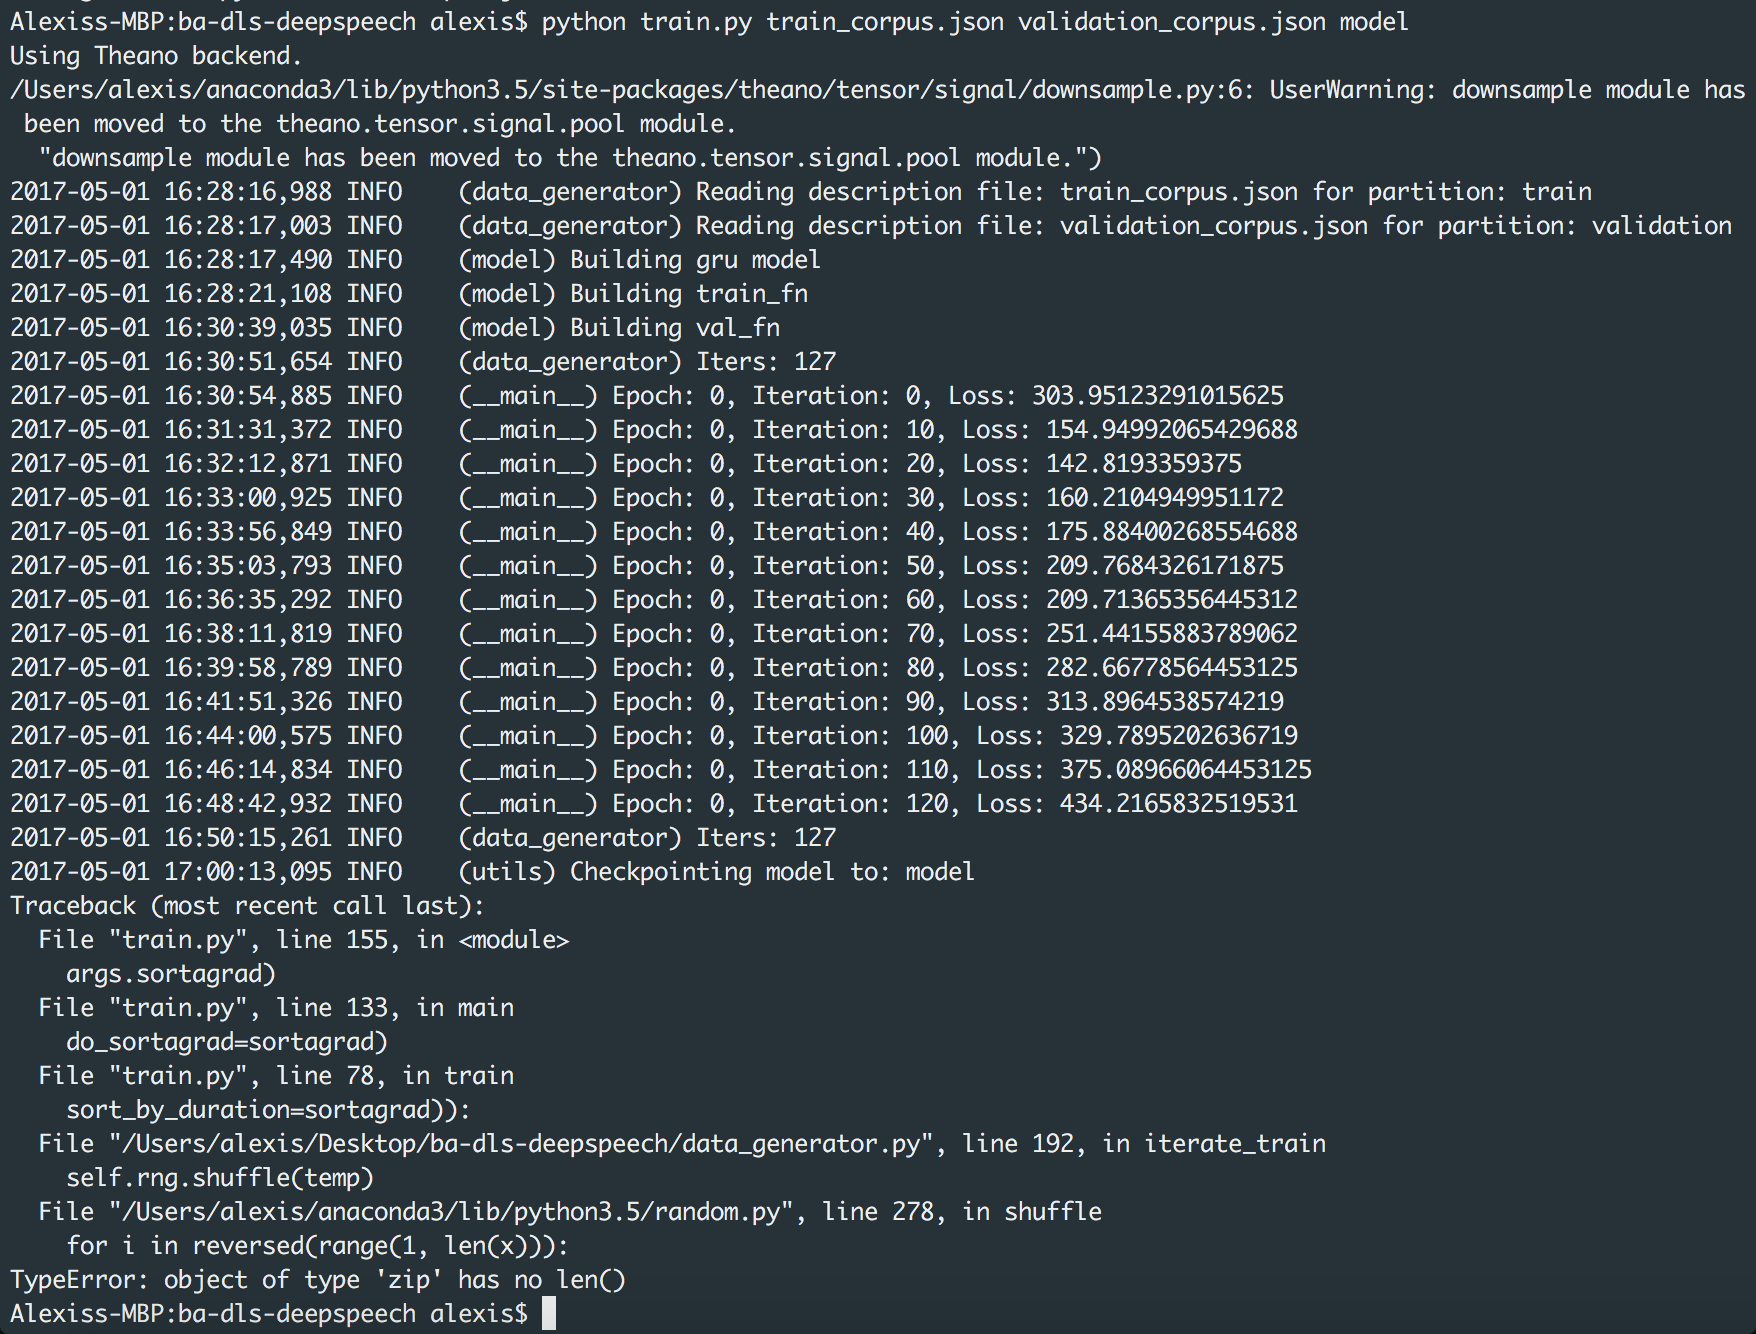 Alexiss-MBP:ba-dls-deepspeech alexis$ python train.py train_corpus.json validation_corpus.json model
Using Theano backend.
/Users/alexis/anaconda3/lib/python3.5/site-packages/theano/tensor/signal/downsample.py:6: UserWarning: downsample module has
 been moved to the theano.tensor.signal.pool module.
  "downsample module has been moved to the theano.tensor.signal.pool module.")
2017-05-01 16:28:16,988 INFO    (data_generator) Reading description file: train_corpus.json for partition: train
2017-05-01 16:28:17,003 INFO    (data_generator) Reading description file: validation_corpus.json for partition: validation
2017-05-01 16:28:17,490 INFO    (model) Building gru model
2017-05-01 16:28:21,108 INFO    (model) Building train_fn
2017-05-01 16:30:39,035 INFO    (model) Building val_fn
2017-05-01 16:30:51,654 INFO    (data_generator) Iters: 127
2017-05-01 16:30:54,885 INFO    (__main__) Epoch: 0, Iteration: 0, Loss: 303.95123291015625
2017-05-01 16:31:31,372 INFO    (__main__) Epoch: 0, Iteration: 10, Loss: 154.94992065429688
2017-05-01 16:32:12,871 INFO    (__main__) Epoch: 0, Iteration: 20, Loss: 142.8193359375
2017-05-01 16:33:00,925 INFO    (__main__) Epoch: 0, Iteration: 30, Loss: 160.2104949951172
2017-05-01 16:33:56,849 INFO    (__main__) Epoch: 0, Iteration: 40, Loss: 175.88400268554688
2017-05-01 16:35:03,793 INFO    (__main__) Epoch: 0, Iteration: 50, Loss: 209.7684326171875
2017-05-01 16:36:35,292 INFO    (__main__) Epoch: 0, Iteration: 60, Loss: 209.71365356445312
2017-05-01 16:38:11,819 INFO    (__main__) Epoch: 0, Iteration: 70, Loss: 251.44155883789062
2017-05-01 16:39:58,789 INFO    (__main__) Epoch: 0, Iteration: 80, Loss: 282.66778564453125
2017-05-01 16:41:51,326 INFO    (__main__) Epoch: 0, Iteration: 90, Loss: 313.8964538574219
2017-05-01 16:44:00,575 INFO    (__main__) Epoch: 0, Iteration: 100, Loss: 329.7895202636719
2017-05-01 16:46:14,834 INFO    (__main__) Epoch: 0, Iteration: 110, Loss: 375.08966064453125
2017-05-01 16:48:42,932 INFO    (__main__) Epoch: 0, Iteration: 120, Loss: 434.2165832519531
2017-05-01 16:50:15,261 INFO    (data_generator) Iters: 127
2017-05-01 17:00:13,095 INFO    (utils) Checkpointing model to: model
Traceback (most recent call last):
  File "train.py", line 155, in <module>
    args.sortagrad)
  File "train.py", line 133, in main
    do_sortagrad=sortagrad)
  File "train.py", line 78, in train
    sort_by_duration=sortagrad)):
  File "/Users/alexis/Desktop/ba-dls-deepspeech/data_generator.py", line 192, in iterate_train
    self.rng.shuffle(temp)
  File "/Users/alexis/anaconda3/lib/python3.5/random.py", line 278, in shuffle
    for i in reversed(range(1, len(x))):
TypeError: object of type 'zip' has no len()
Alexiss-MBP:ba-dls-deepspeech alexis$